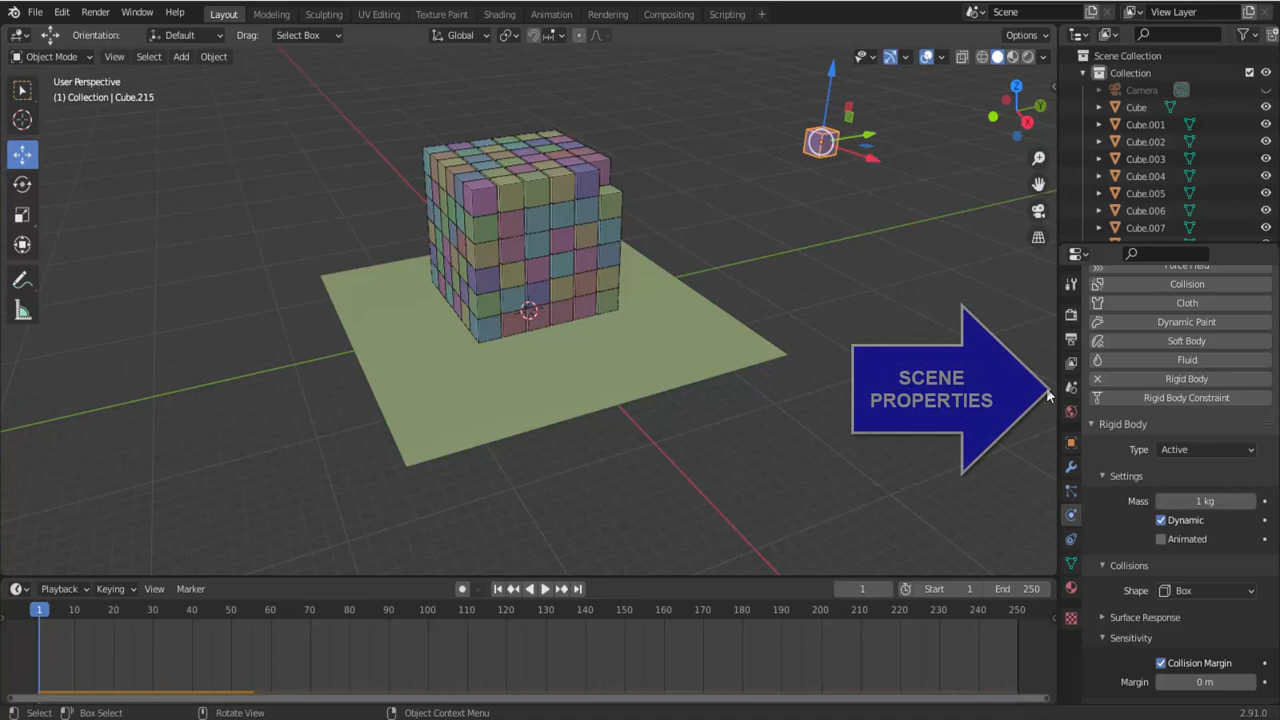 File Edit Render Window Help Layout Modeling Sculpting UV Editing Texture Paint Shading Animation Rendering Compositing Scripting + Scene View Layer
Orientation: Default Drag: Select Box Global Options
Object Mode View Select Add Object
User Perspective
(1) Collection | Cube.215
Z
Y
X
Scene Collection
Collection
Camera
Cube
Cube.001
Cube.002
Cube.003
Cube.004
Cube.005
Cube.006
Cube.007
Collision
Cloth
Dynamic Paint
Soft Body
Fluid
Rigid Body
Rigid Body Constraint
SCENE
PROPERTIES
Rigid Body
Type Active
Settings
Mass 1 kg
Dynamic
Animated
Collisions
Shape Box
Surface Response
Sensitivity
Collision Margin
Margin 0 m
Playback Keying View Marker 1 Start 1 End 250
1 10 20 30 40 50 60 70 80 90 100 110 120 130 140 150 160 170 180 190 200 210 220 230 240 250
Select Box Select Rotate View Object Context Menu 2.91.0